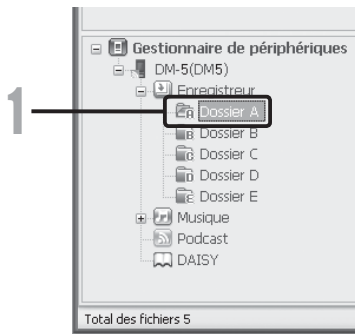 Gestionnaire de périphériques
DM-5(DM5)
Enregistreur
1
Dossier A
Dossier B
Dossier C
Dossier D
Dossier E
Musique
Podcast
DAISY
Total des fichiers 5